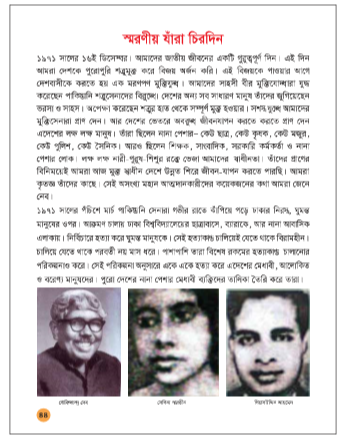 স্মরণীয় যাঁরা চিরদিন
১৯৭১ সালের ১৬ই ডিসেম্বর। আমাদের জাতীয় জীবনের একটি গুরুত্বপূর্ণ দিন। এই দিন
আমরা দেশকে পুরোপুরি শত্রুমুক্ত করে বিজয় অর্জন করি। এই বিজয়কে পাওয়ার আগে
দেশবাসীকে করতে হয় এক মরণপণ মুক্তিযুদ্ধ। আমাদের সাহসী বীর মুক্তিযোদ্ধারা যুদ্ধ
করেছেন পাকিস্তানি শত্রুসেনাদের বিরুদ্ধে। দেশের অন্য সব সাধারণ মানুষ তাঁদের জুগিয়েছেন
ভরসা ও সাহস। অপেক্ষা করেছেন শত্রুর হাত থেকে সম্পূর্ণ মুক্ত হওয়ার। সশস্ত্র যুদ্ধে আমাদের
মুক্তিসেনারা প্রাণ দেন। আর দেশের ভেতরে অবরুদ্ধ জীবনযাপন করতে করতে প্রাণ দেন
এদেশের লক্ষ লক্ষ মানুষ। তাঁরা ছিলেন নানা পেশার– কেউ ছাত্র, কেউ কৃষক, কেউ মজুর,
কেউ পুলিশ, কেউ সৈনিক। আরও ছিলেন শিক্ষক, সাংবাদিক, সরকারি কর্মকর্তা ও নানা
পেশার লোক। লক্ষ লক্ষ নারী-পুরুষ-শিশুর রক্তে ভেজা আমাদের স্বাধীনতা। তাঁদের প্রাণের
বিনিময়েই আমরা আজ মুক্ত স্বাধীন দেশে উন্নত শিরে জীবন-যাপন করতে পারছি। আমরা
কৃতজ্ঞ তাঁদের কাছে। সেই অসংখ্য মহান আত্মদানকারীদের কয়েকজনের কথা আমরা জেনে
নেব।
১৯৭১ সালের পঁচিশে মার্চ পাকিস্তানি সেনারা গভীর রাতে ঝাঁপিয়ে পড়ে ঢাকার নিরস্ত্র, ঘুমন্ত
মানুষের ওপর। আক্রমণ চালায় ঢাকা বিশ্ববিদ্যালয়ের ছাত্রাবাসে, ব্যারাকে, আর নানা আবাসিক
এলাকায়। নির্বিচারে হত্যা করে ঘুমন্ত মানুষকে। সেই হত্যাকাণ্ড চালিয়েই যেতে থাকে বিরামহীন।
চালিয়ে যেতে থাকে পরবর্তী নয় মাস ধরে। পাশাপাশি তারা বিশেষ রকমের হত্যাকাণ্ড চালানোর
পরিকল্পনাও করে। সেই পরিকল্পনা অনুসারে একে একে হত্যা করে এদেশের মেধাবী, আলোকিত
ও বরেণ্য মানুষদের। পুরো দেশের নানা পেশার মেধাবী ব্যক্তিদের তালিকা তৈরি করে তারা।
গোবিন্দচন্দ্র দেব
সেলিনা পারভীন
গিয়াসউদ্দিন আহমেদ
৪৪